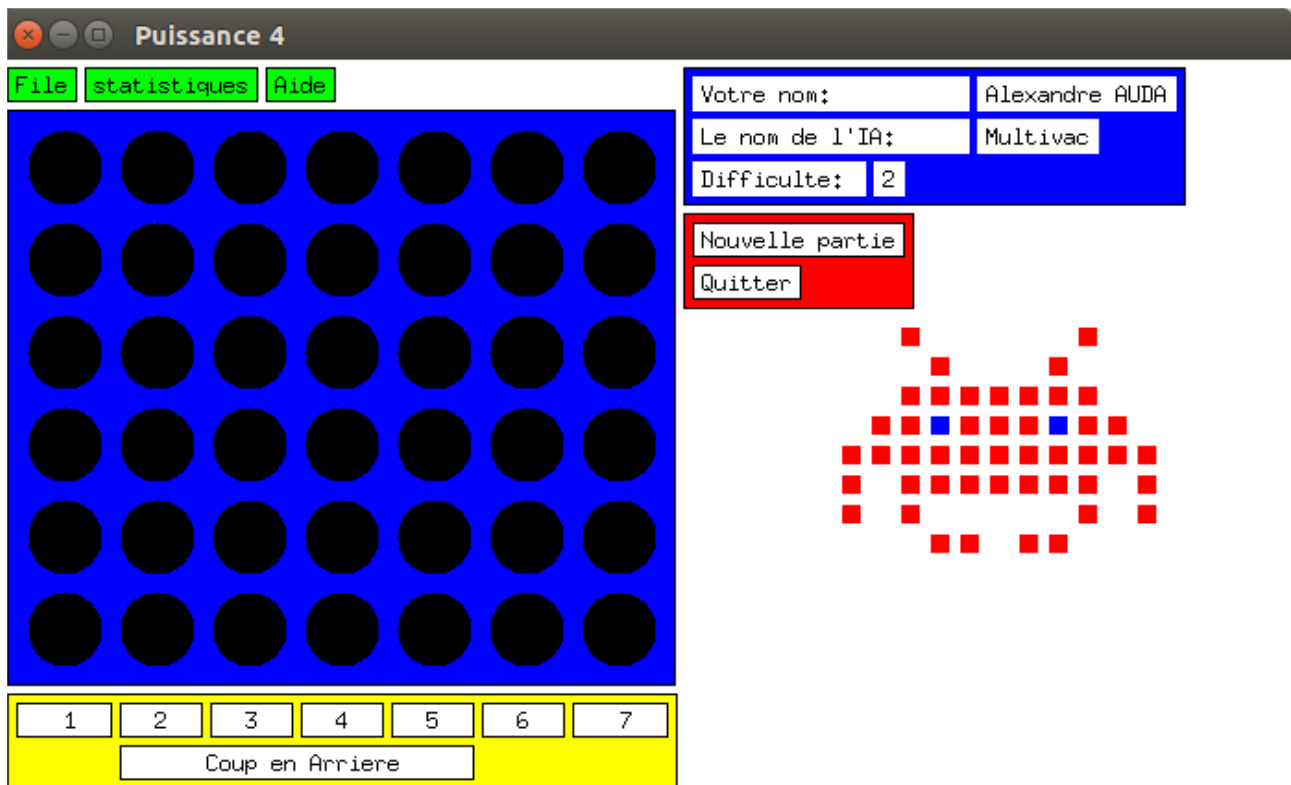 Puissance 4
File statistiques Aide
Votre nom: Alexandre AUDA
Le nom de l'IA: Multivac
Difficulte: 2
Nouvelle partie
Quitter
1 2 3 4 5 6 7
Coup en Arriere